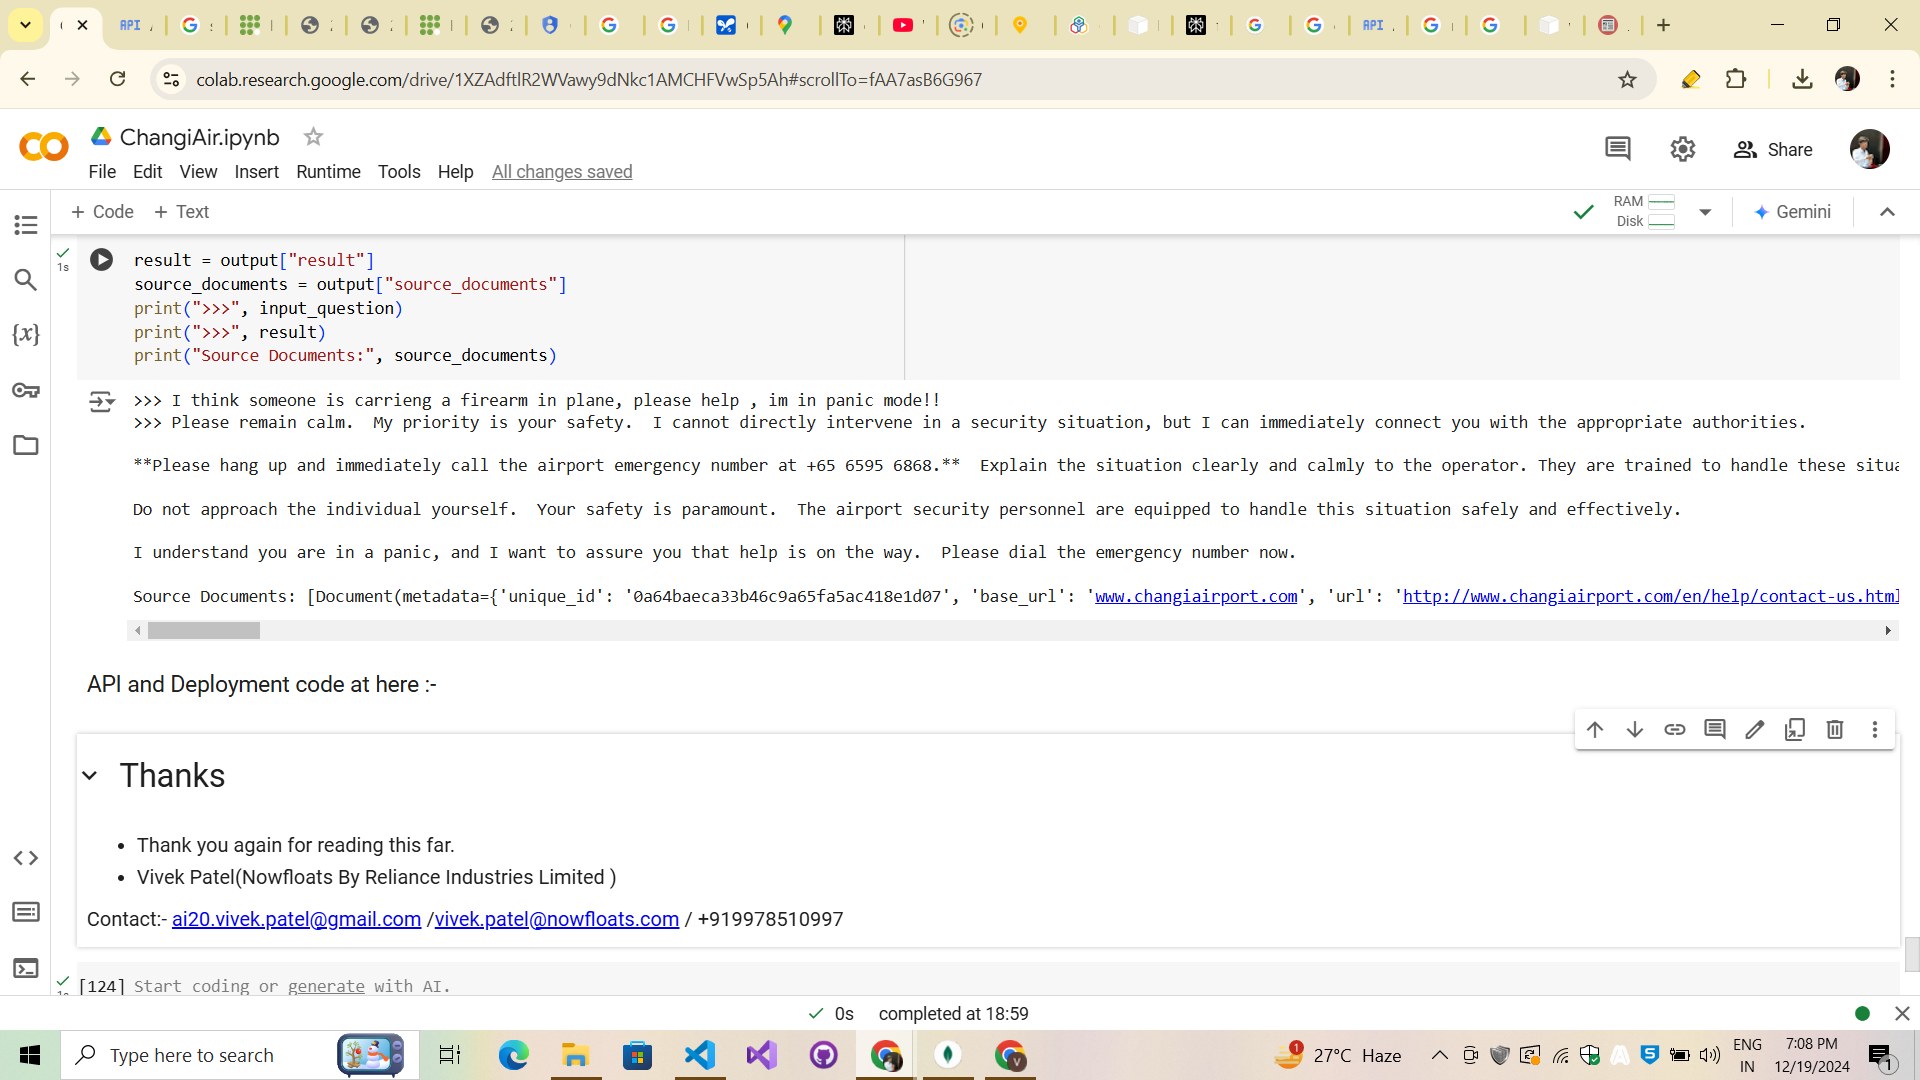 colab.research.google.com/drive/1XZAdftlR2WVawy9dNkc1AMCHFVwSp5Ah#scrollTo=fAA7asB6G967
ChangiAir.ipynb
File Edit View Insert Runtime Tools Help All changes saved
Share
+ Code + Text
RAM
Disk
Gemini
1s
result = output["result"]
source_documents = output["source_documents"]
print(">>>", input_question)
print(">>>", result)
print("Source Documents:", source_documents)
>>> I think someone is carrieng a firearm in plane, please help , im in panic mode!!
>>> Please remain calm.  My priority is your safety.  I cannot directly intervene in a security situation, but I can immediately connect you with the appropriate authorities.
**Please hang up and immediately call the airport emergency number at +65 6595 6868.**  Explain the situation clearly and calmly to the operator. They are trained to handle these situa
Do not approach the individual yourself.  Your safety is paramount.  The airport security personnel are equipped to handle this situation safely and effectively.
I understand you are in a panic, and I want to assure you that help is on the way.  Please dial the emergency number now.
Source Documents: [Document(metadata={'unique_id': '0a64baeca33b46c9a65fa5ac418e1d07', 'base_url': 'www.changiairport.com', 'url': 'http://www.changiairport.com/en/help/contact-us.html
API and Deployment code at here :-
Thanks
• Thank you again for reading this far.
• Vivek Patel(Nowfloats By Reliance Industries Limited )
Contact:- ai20.vivek.patel@gmail.com /vivek.patel@nowfloats.com / +919978510997
[124] Start coding or generate with AI.
0s completed at 18:59
Type here to search
1
27°C Haze
ENG
IN
7:08 PM
12/19/2024
1